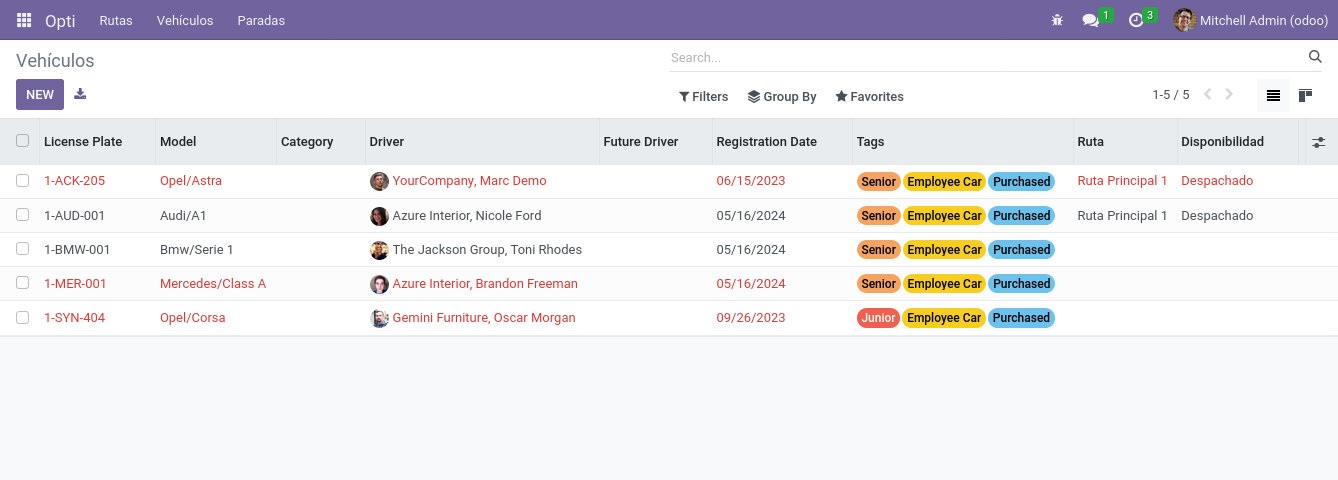 Opti Rutas Vehículos Paradas 1 3 Mitchell Admin (odoo)
Vehículos Search...
NEW Filters Group By Favorites 1-5 / 5
License Plate Model Category Driver Future Driver Registration Date Tags Ruta Disponibilidad
1-ACK-205 Opel/Astra YourCompany, Marc Demo 06/15/2023 Senior Employee Car Purchased Ruta Principal 1 Despachado
1-AUD-001 Audi/A1 Azure Interior, Nicole Ford 05/16/2024 Senior Employee Car Purchased Ruta Principal 1 Despachado
1-BMW-001 Bmw/Serie 1 The Jackson Group, Toni Rhodes 05/16/2024 Senior Employee Car Purchased
1-MER-001 Mercedes/Class A Azure Interior, Brandon Freeman 05/16/2024 Senior Employee Car Purchased
1-SYN-404 Opel/Corsa Gemini Furniture, Oscar Morgan 09/26/2023 Junior Employee Car Purchased